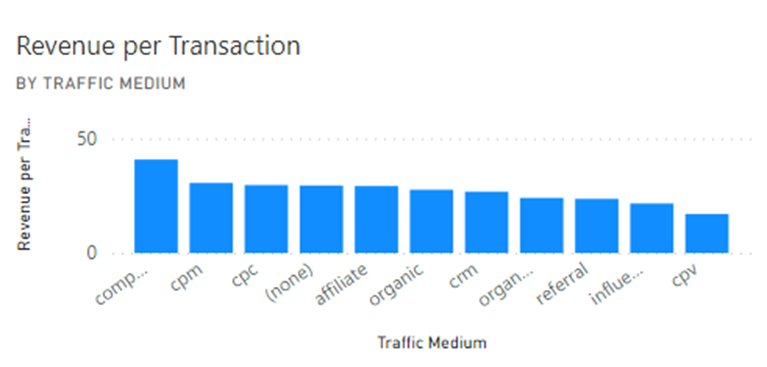 Revenue per Transaction
BY TRAFFIC MEDIUM
Revenue per Tra...
50
0
comp...
cpm
cpc
(none)
affiliate
organic
crm
organ...
referral
influe...
cpv
Traffic Medium